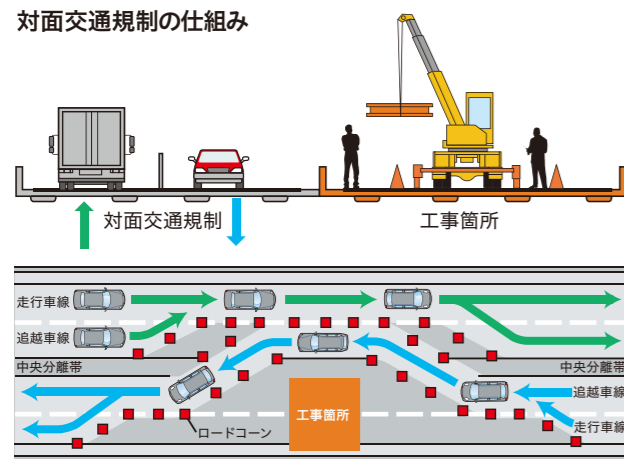 対面交通規制の仕組み
対面交通規制
工事箇所
走行車線
追越車線
中央分離帯
中央分離帯
追越車線
走行車線
工事箇所
ロードコーン